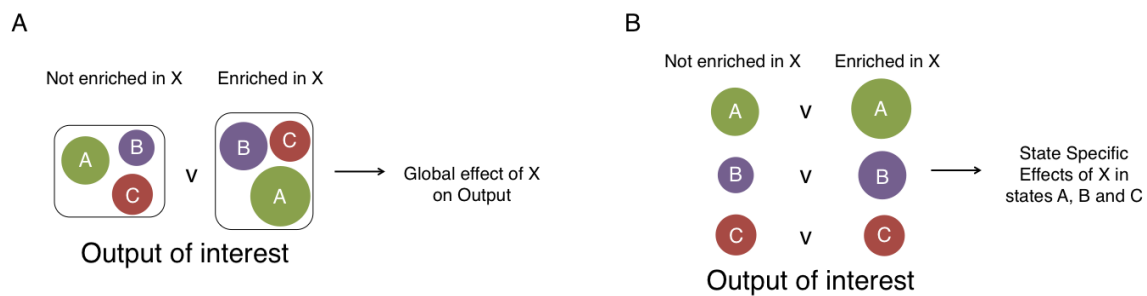 A
Not enriched in X
Enriched in X
A
B
C
v
B
C
A
Global effect of X
on Output
Output of interest
B
Not enriched in X
Enriched in X
A
v
A
B
v
B
C
v
C
State Specific
Effects of X in
states A, B and C
Output of interest